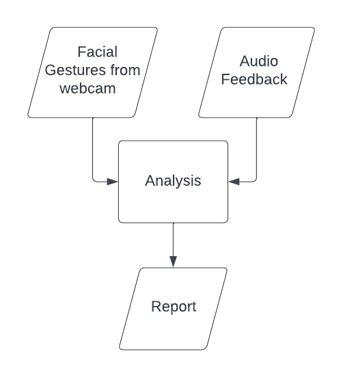 Facial
Gestures from
webcam
Audio
Feedback
Analysis
Report